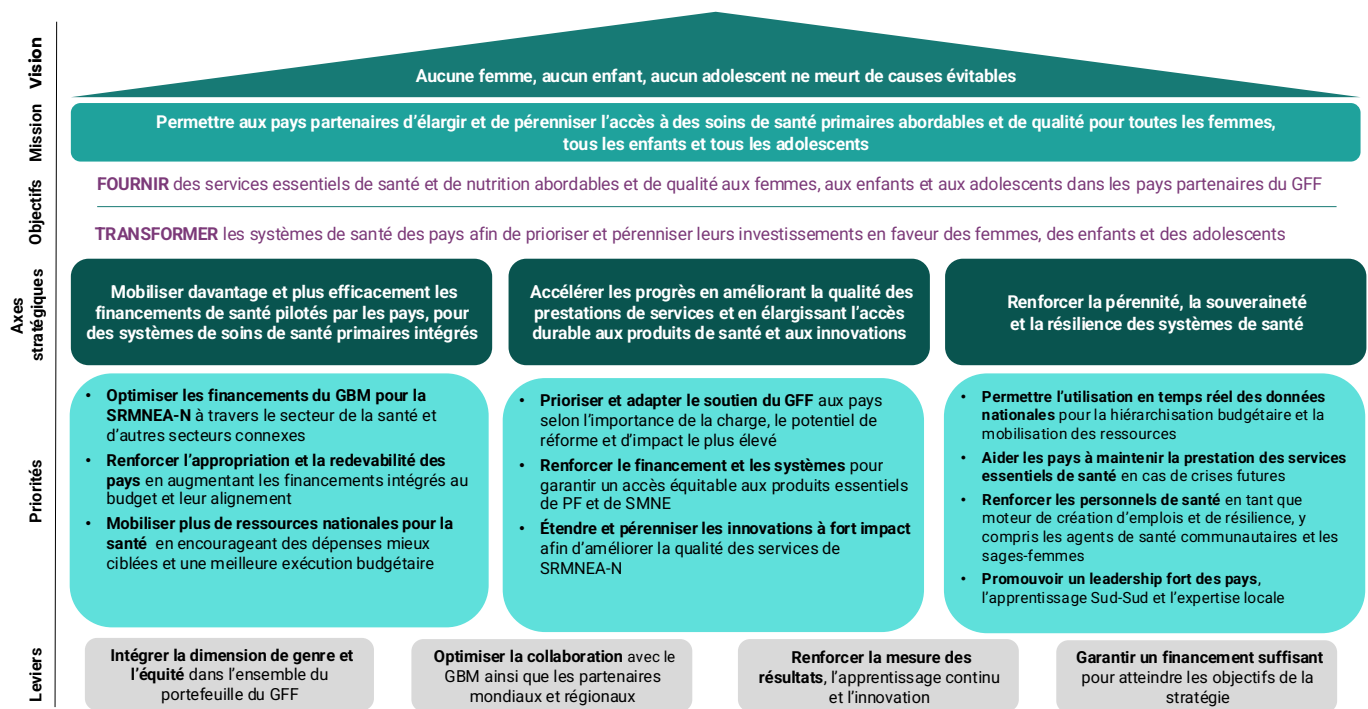 Vision
Aucune femme, aucun enfant, aucun adolescent ne meurt de causes évitables
Mission
Permettre aux pays partenaires d’élargir et de pérenniser l’accès à des soins de santé primaires abordables et de qualité pour toutes les femmes,
tous les enfants et tous les adolescents
Objectifs
FOURNIR des services essentiels de santé et de nutrition abordables et de qualité aux femmes, aux enfants et aux adolescents dans les pays partenaires du GFF
TRANSFORMER les systèmes de santé des pays afin de prioriser et pérenniser leurs investissements en faveur des femmes, des enfants et des adolescents
Axes
stratégiques
Mobiliser davantage et plus efficacement les
financements de santé pilotés par les pays, pour
des systèmes de soins de santé primaires intégrés
Accélérer les progrès en améliorant la qualité des
prestations de services et en élargissant l’accès
durable aux produits de santé et aux innovations
Renforcer la pérennité, la souveraineté
et la résilience des systèmes de santé
Priorités
• Optimiser les financements du GBM pour la
SRMNEA-N à travers le secteur de la santé et
d’autres secteurs connexes
• Renforcer l’appropriation et la redevabilité des
pays en augmentant les financements intégrés au
budget et leur alignement
• Mobiliser plus de ressources nationales pour la
santé en encourageant des dépenses mieux
ciblées et une meilleure exécution budgétaire
• Prioriser et adapter le soutien du GFF aux pays
selon l’importance de la charge, le potentiel de
réforme et d’impact le plus élevé
• Renforcer le financement et les systèmes pour
garantir un accès équitable aux produits essentiels
de PF et de SMNE
• Étendre et pérenniser les innovations à fort impact
afin d’améliorer la qualité des services de
SRMNEA-N
• Permettre l’utilisation en temps réel des données
nationales pour la hiérarchisation budgétaire et la
mobilisation des ressources
• Aider les pays à maintenir la prestation des services
essentiels de santé en cas de crises futures
• Renforcer les personnels de santé en tant que
moteur de création d’emplois et de résilience, y
compris les agents de santé communautaires et les
sages-femmes
• Promouvoir un leadership fort des pays,
l’apprentissage Sud-Sud et l’expertise locale
Leviers
Intégrer la dimension de genre et
l’équité dans l’ensemble du
portefeuille du GFF
Optimiser la collaboration avec le
GBM ainsi que les partenaires
mondiaux et régionaux
Renforcer la mesure des
résultats, l’apprentissage continu
et l’innovation
Garantir un financement suffisant
pour atteindre les objectifs de la
stratégie